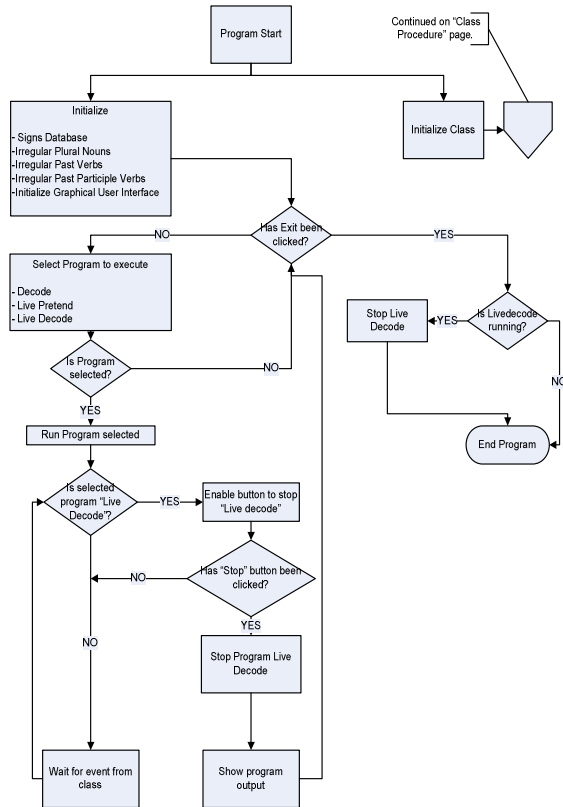 Program Start
Continued on “Class
Procedure” page.
Initialize
- Signs Database
- Irregular Plural Nouns
- Irregular Past Verbs
- Irregular Past Participle Verbs
- Initialize Graphical User Interface
Initialize Class
Has Exit been
clicked?
NO
YES
Select Program to execute
- Decode
- Live Pretend
- Live Decode
Stop Live
Decode
YES
Is Livedecode
running?
NO
Is Program
selected?
NO
YES
Run Program selected
End Program
Is selected
program “Live
Decode”?
YES
Enable button to stop
“Live decode”
Has “Stop” button been
clicked?
NO
YES
NO
Stop Program Live
Decode
Wait for event from
class
Show program
output